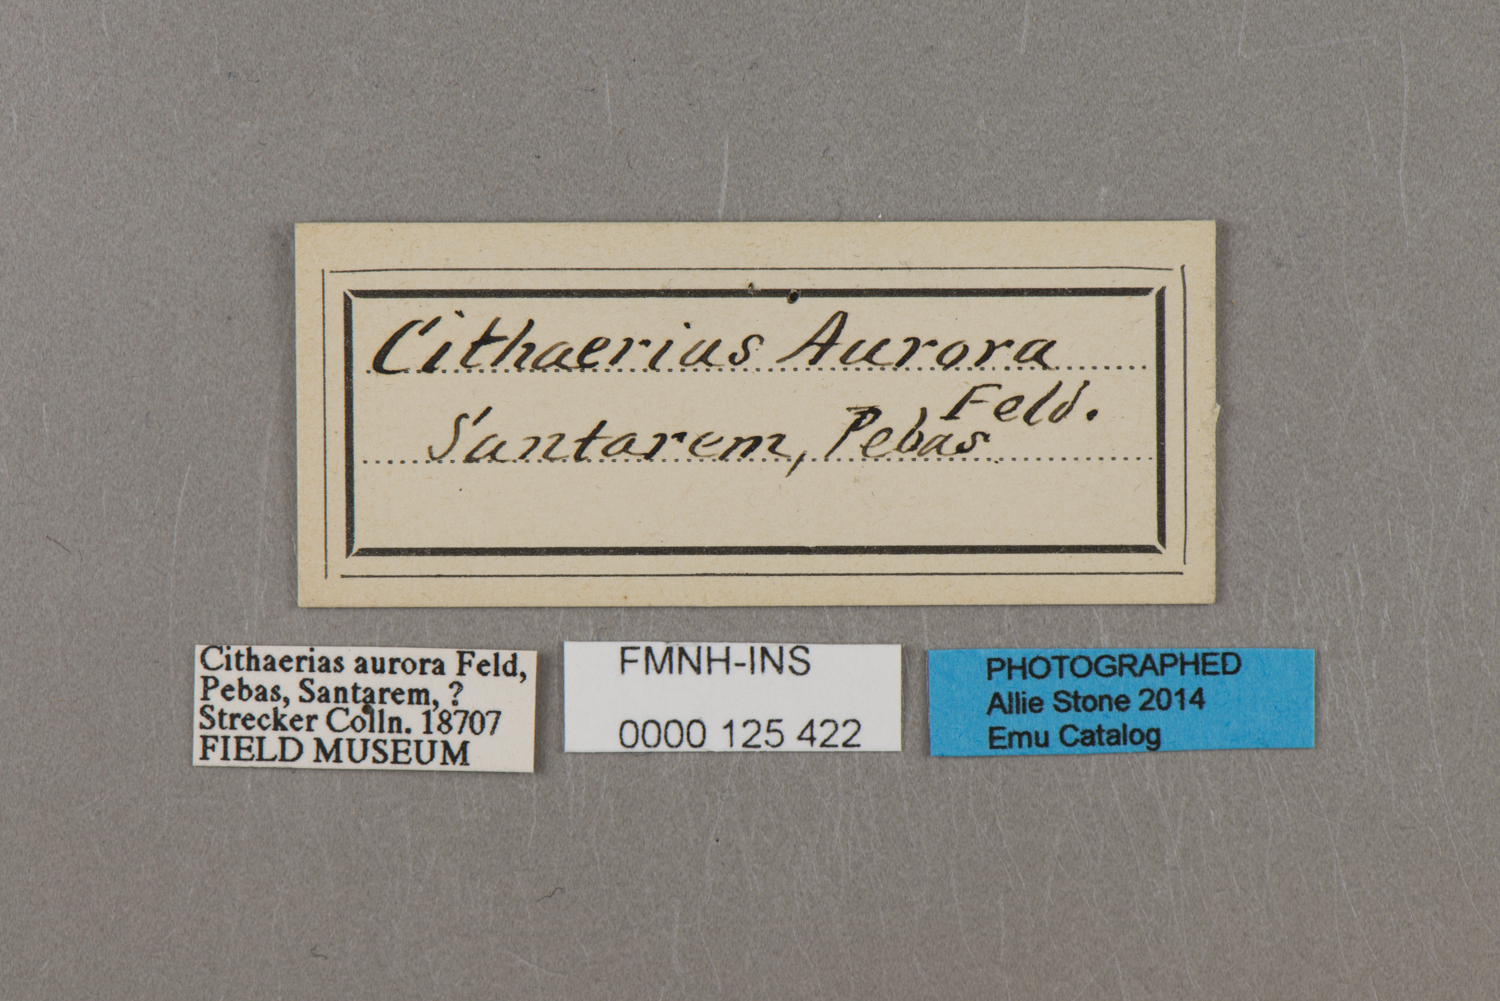 Cithaerias Aurora
Feld.
Santarem, Pebas
Cithaerias aurora Feld,
Pebas, Santarem, ?
Strecker Colln. 18707
FIELD MUSEUM
FMNH-INS
0000 125 422
PHOTOGRAPHED
Allie Stone 2014
Emu Catalog